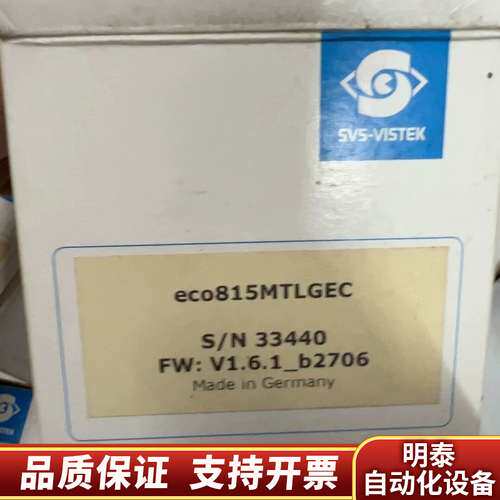 SVS-VISTEK
eco815MTLGEC
S/N 33440
FW: V1.6.1_b2706
Made in Germany
品质保证 支持开票
明泰
自动化设备